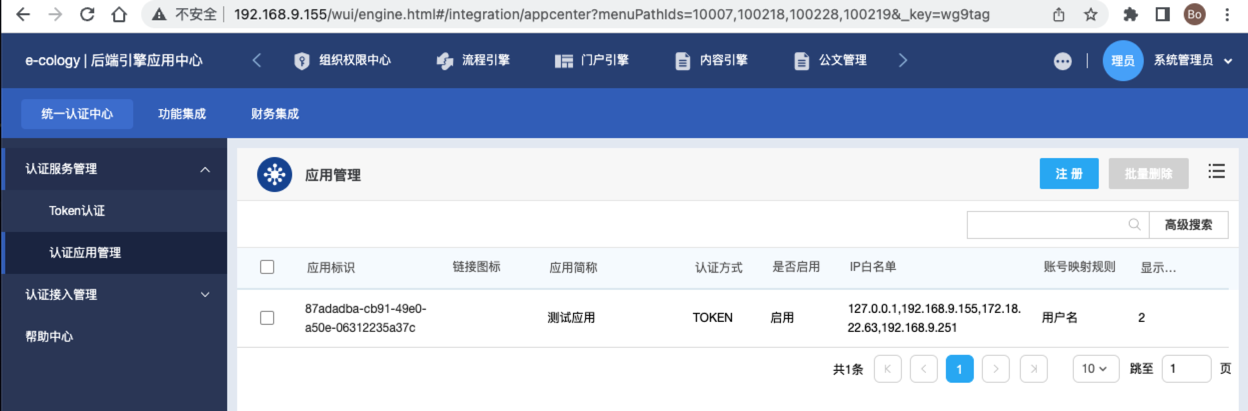 不安全 | 192.168.9.155/wui/engine.html#/integration/appcenter?menuPathIds=10007,100218,100228,100219&_key=wg9tag
Bo
e-cology | 后端引擎应用中心
组织权限中心
流程引擎
门户引擎
内容引擎
公文管理
理员
系统管理员
统一认证中心
功能集成
财务集成
认证服务管理
Token认证
认证应用管理
认证接入管理
帮助中心
应用管理
注 册
批量删除
高级搜索
应用标识
链接图标
应用简称
认证方式
是否启用
IP白名单
账号映射规则
显示...
87adadba-cb91-49e0-
a50e-06312235a37c
测试应用
TOKEN
启用
127.0.0.1,192.168.9.155,172.18.
22.63,192.168.9.251
用户名
2
共1条
1
10
跳至
1
页